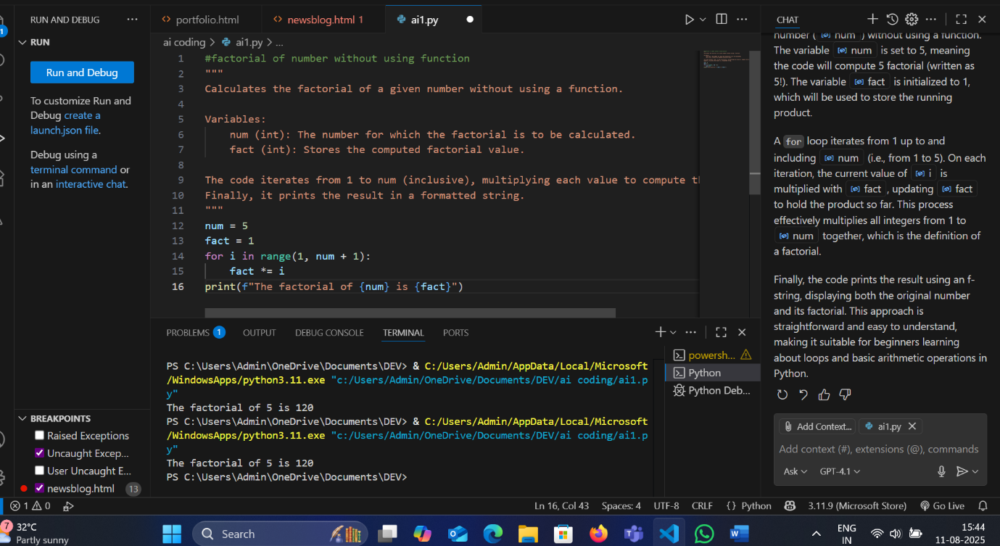 RUN AND DEBUG
RUN
Run and Debug
To customize Run and
Debug create a
launch.json file.
Debug using a
terminal command or
in an interactive chat.
BREAKPOINTS
Raised Exceptions
Uncaught Excep...
User Uncaught E...
newsblog.html 13
1
portfolio.html
newsblog.html 1
ai1.py
ai coding > ai1.py > ...
1 #factorial of number without using function
2 """
3 Calculates the factorial of a given number without using a function.
4
5 Variables:
6 num (int): The number for which the factorial is to be calculated.
7 fact (int): Stores the computed factorial value.
8
9 The code iterates from 1 to num (inclusive), multiplying each value to compute
10 Finally, it prints the result in a formatted string.
11 """
12 num = 5
13 fact = 1
14 for i in range(1, num + 1):
15 fact *= i
16 print(f"The factorial of {num} is {fact}")
PROBLEMS 1 OUTPUT DEBUG CONSOLE TERMINAL PORTS
PS C:\Users\Admin\OneDrive\Documents\DEV> & C:/Users/Admin/AppData/Local/Microsoft
/WindowsApps/python3.11.exe "c:/Users/Admin/OneDrive/Documents/DEV/ai coding/ai1.p
y"
The factorial of 5 is 120
PS C:\Users\Admin\OneDrive\Documents\DEV> & C:/Users/Admin/AppData/Local/Microsoft
/WindowsApps/python3.11.exe "c:/Users/Admin/OneDrive/Documents/DEV/ai coding/ai1.p
y"
The factorial of 5 is 120
PS C:\Users\Admin\OneDrive\Documents\DEV>
powersh...
Python
Python Deb...
CHAT
number ( num ) without using a function.
The variable num is set to 5, meaning
the code will compute 5 factorial (written as
5!). The variable fact is initialized to 1,
which will be used to store the running
product.
A for loop iterates from 1 up to and
including num (i.e., from 1 to 5). On each
iteration, the current value of i is
multiplied with fact , updating fact
to hold the product so far. This process
effectively multiplies all integers from 1 to
num together, which is the definition of
a factorial.
Finally, the code prints the result using an f-
string, displaying both the original number
and its factorial. This approach is
straightforward and easy to understand,
making it suitable for beginners learning
about loops and basic arithmetic operations in
Python.
Add Context... ai1.py
Add context (#), extensions (@), commands
Ask GPT-4.1
1 0 Ln 16, Col 43 Spaces: 4 UTF-8 CRLF {} Python 3.11.9 (Microsoft Store) Go Live
7
32°C
Partly sunny
Search
ENG
IN
15:44
11-08-2025